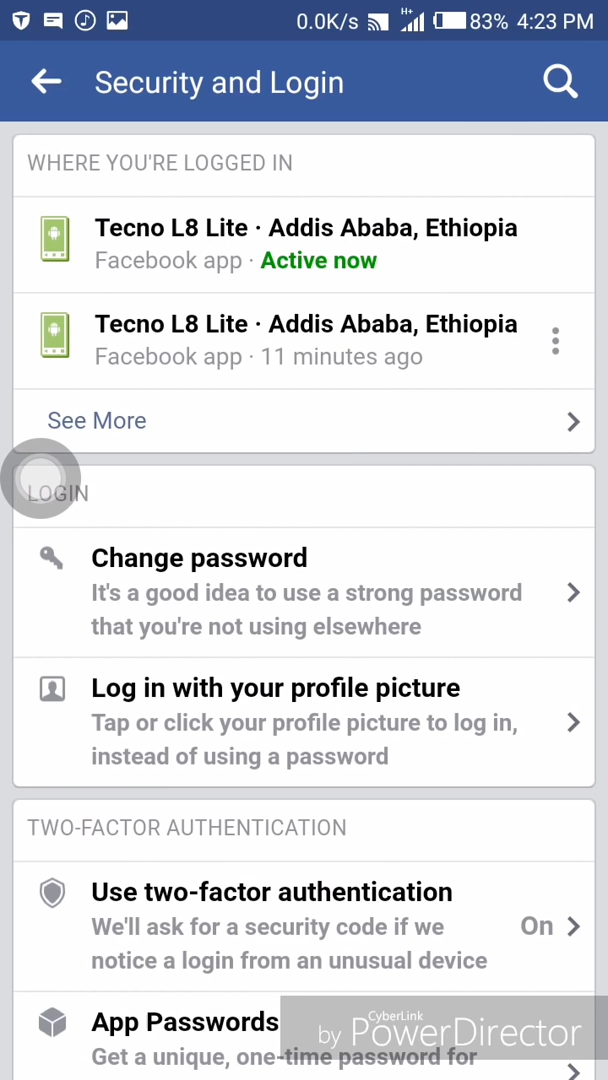 0.0K/s H+ 83% 4:23 PM
Security and Login
WHERE YOU'RE LOGGED IN
Tecno L8 Lite · Addis Ababa, Ethiopia
Facebook app · Active now
Tecno L8 Lite · Addis Ababa, Ethiopia
Facebook app · 11 minutes ago
See More
LOGIN
Change password
It's a good idea to use a strong password
that you're not using elsewhere
Log in with your profile picture
Tap or click your profile picture to log in,
instead of using a password
TWO-FACTOR AUTHENTICATION
Use two-factor authentication
We'll ask for a security code if we
notice a login from an unusual device
On
App Passwords
Get a unique, one-time password for
by CyberLink PowerDirector